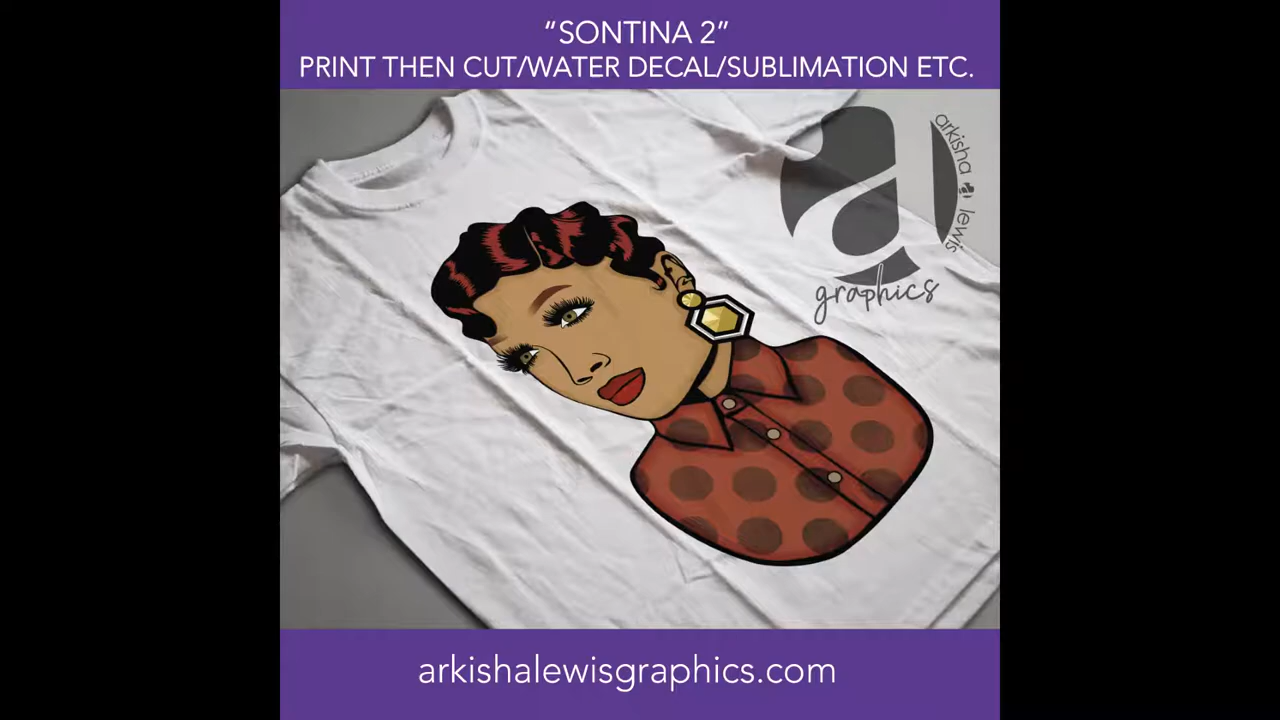 “SONTINA 2”
PRINT THEN CUT/WATER DECAL/SUBLIMATION ETC.
a
arkisha a lewis
graphics
arkishalewisgraphics.com